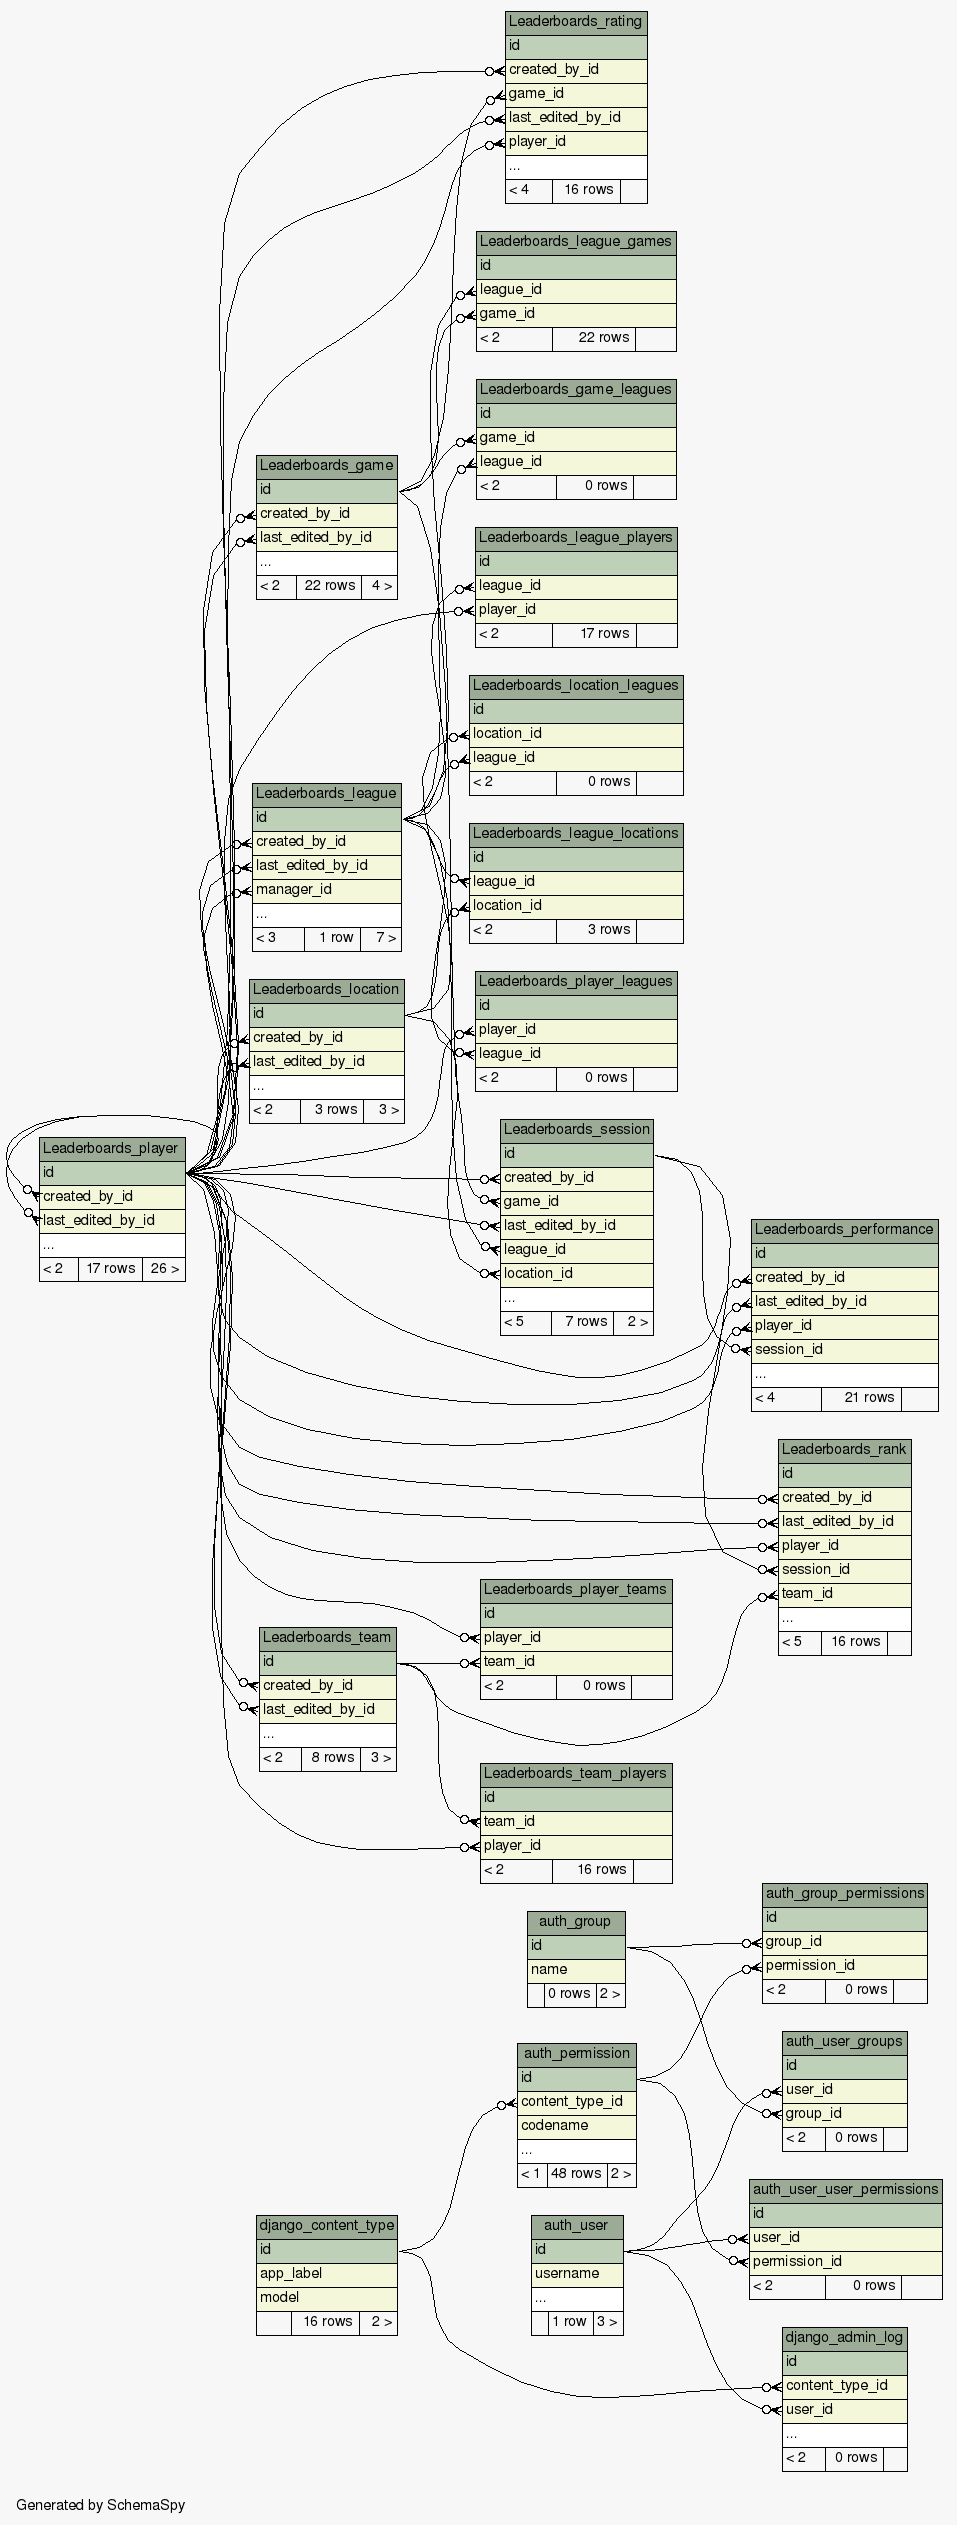 Leaderboards_rating
id
created_by_id
game_id
last_edited_by_id
player_id
...
< 4 16 rows
Leaderboards_league_games
id
league_id
game_id
< 2 22 rows
Leaderboards_game_leagues
id
game_id
league_id
< 2 0 rows
Leaderboards_game
id
created_by_id
last_edited_by_id
...
< 2 22 rows 4 >
Leaderboards_league_players
id
league_id
player_id
< 2 17 rows
Leaderboards_location_leagues
id
location_id
league_id
< 2 0 rows
Leaderboards_league
id
created_by_id
last_edited_by_id
manager_id
...
< 3 1 row 7 >
Leaderboards_league_locations
id
league_id
location_id
< 2 3 rows
Leaderboards_location
id
created_by_id
last_edited_by_id
...
< 2 3 rows 3 >
Leaderboards_player_leagues
id
player_id
league_id
< 2 0 rows
Leaderboards_player
id
created_by_id
last_edited_by_id
...
< 2 17 rows 26 >
Leaderboards_session
id
created_by_id
game_id
last_edited_by_id
league_id
location_id
...
< 5 7 rows 2 >
Leaderboards_performance
id
created_by_id
last_edited_by_id
player_id
session_id
...
< 4 21 rows
Leaderboards_rank
id
created_by_id
last_edited_by_id
player_id
session_id
team_id
...
< 5 16 rows
Leaderboards_player_teams
id
player_id
team_id
< 2 0 rows
Leaderboards_team
id
created_by_id
last_edited_by_id
...
< 2 8 rows 3 >
Leaderboards_team_players
id
team_id
player_id
< 2 16 rows
auth_group_permissions
id
group_id
permission_id
< 2 0 rows
auth_group
id
name
0 rows 2 >
auth_user_groups
id
user_id
group_id
< 2 0 rows
auth_permission
id
content_type_id
codename
...
< 1 48 rows 2 >
auth_user_user_permissions
id
user_id
permission_id
< 2 0 rows
django_content_type
id
app_label
model
16 rows 2 >
auth_user
id
username
...
1 row 3 >
django_admin_log
id
content_type_id
user_id
...
< 2 0 rows
Generated by SchemaSpy